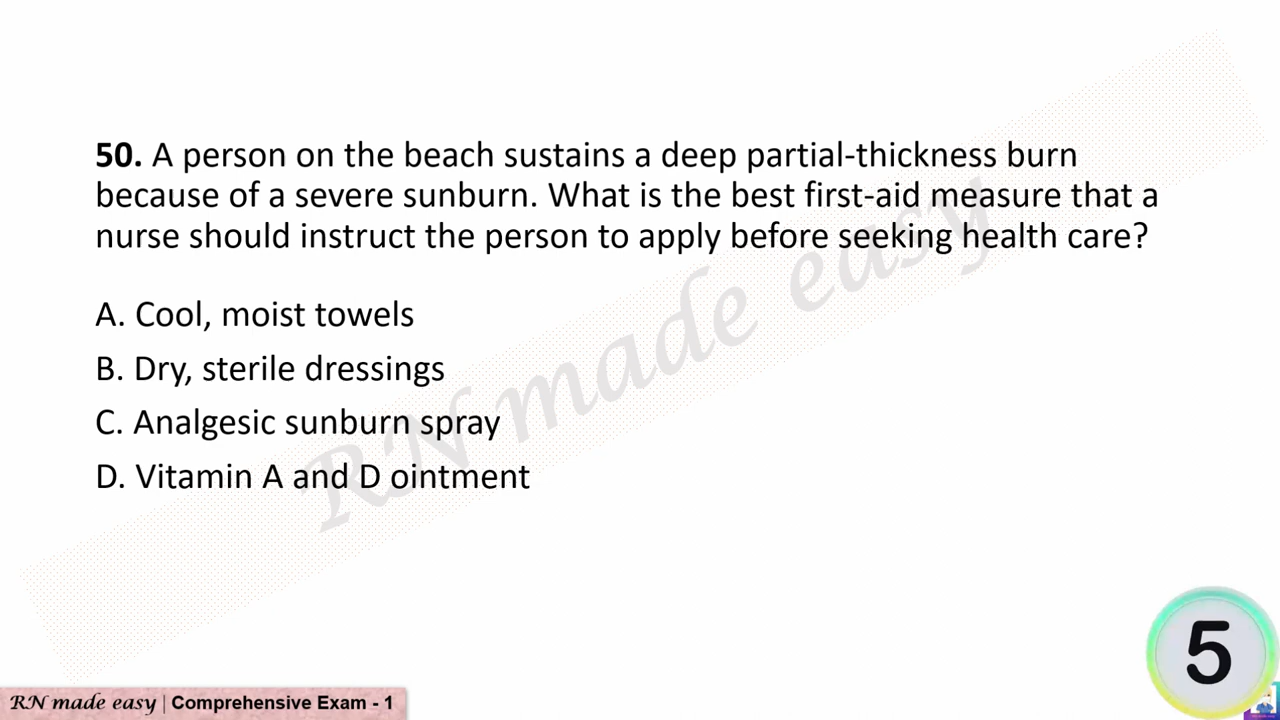 50. A person on the beach sustains a deep partial-thickness burn
because of a severe sunburn. What is the best first-aid measure that a
nurse should instruct the person to apply before seeking health care?
A. Cool, moist towels
B. Dry, sterile dressings
C. Analgesic sunburn spray
D. Vitamin A and D ointment
RN made easy
5
RN made easy | Comprehensive Exam - 1